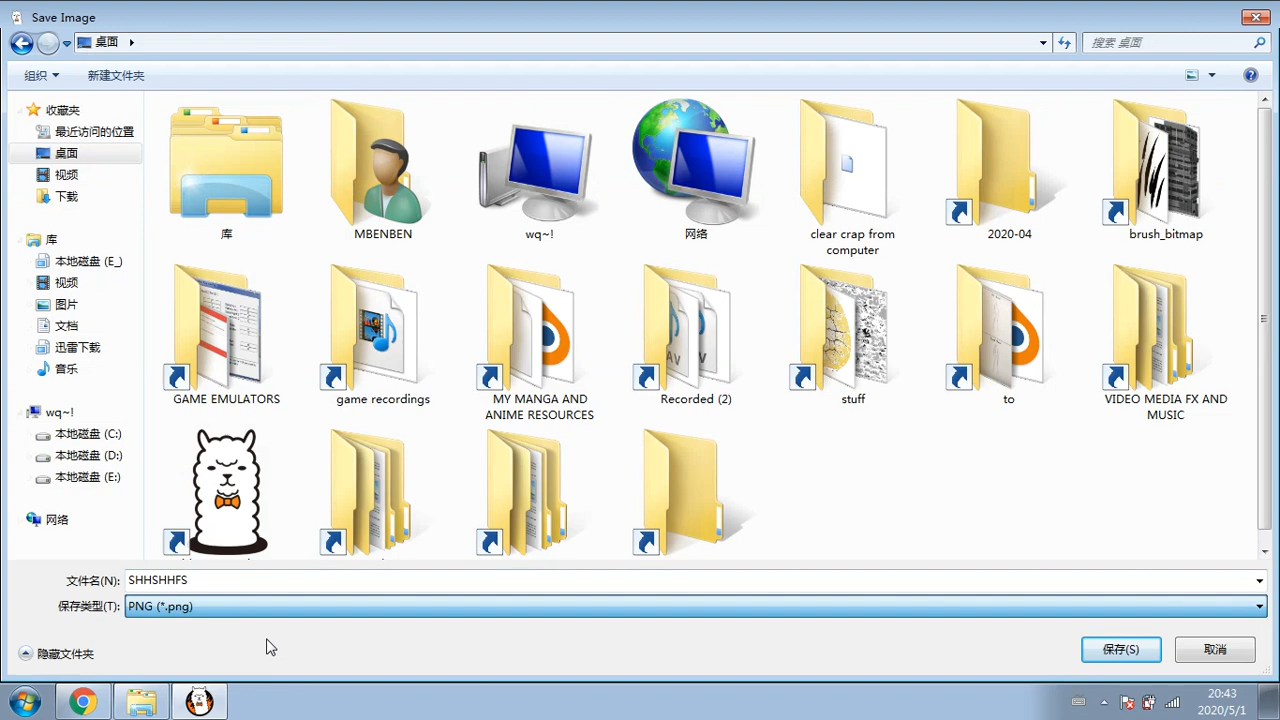 Save Image
桌面
搜索 桌面
组织
新建文件夹
收藏夹
最近访问的位置
桌面
视频
下载
库
本地磁盘 (E_)
视频
图片
文档
迅雷下载
音乐
wq~!
本地磁盘 (C:)
本地磁盘 (D:)
本地磁盘 (E:)
网络
库
MBENBEN
wq~!
网络
clear crap from
computer
2020-04
brush_bitmap
GAME EMULATORS
game recordings
MY MANGA AND
ANIME RESOURCES
Recorded (2)
stuff
to
VIDEO MEDIA FX AND
MUSIC
文件名(N):
SHHSHHFS
保存类型(T):
PNG (*.png)
隐藏文件夹
保存(S)
取消
20:43
2020/5/1